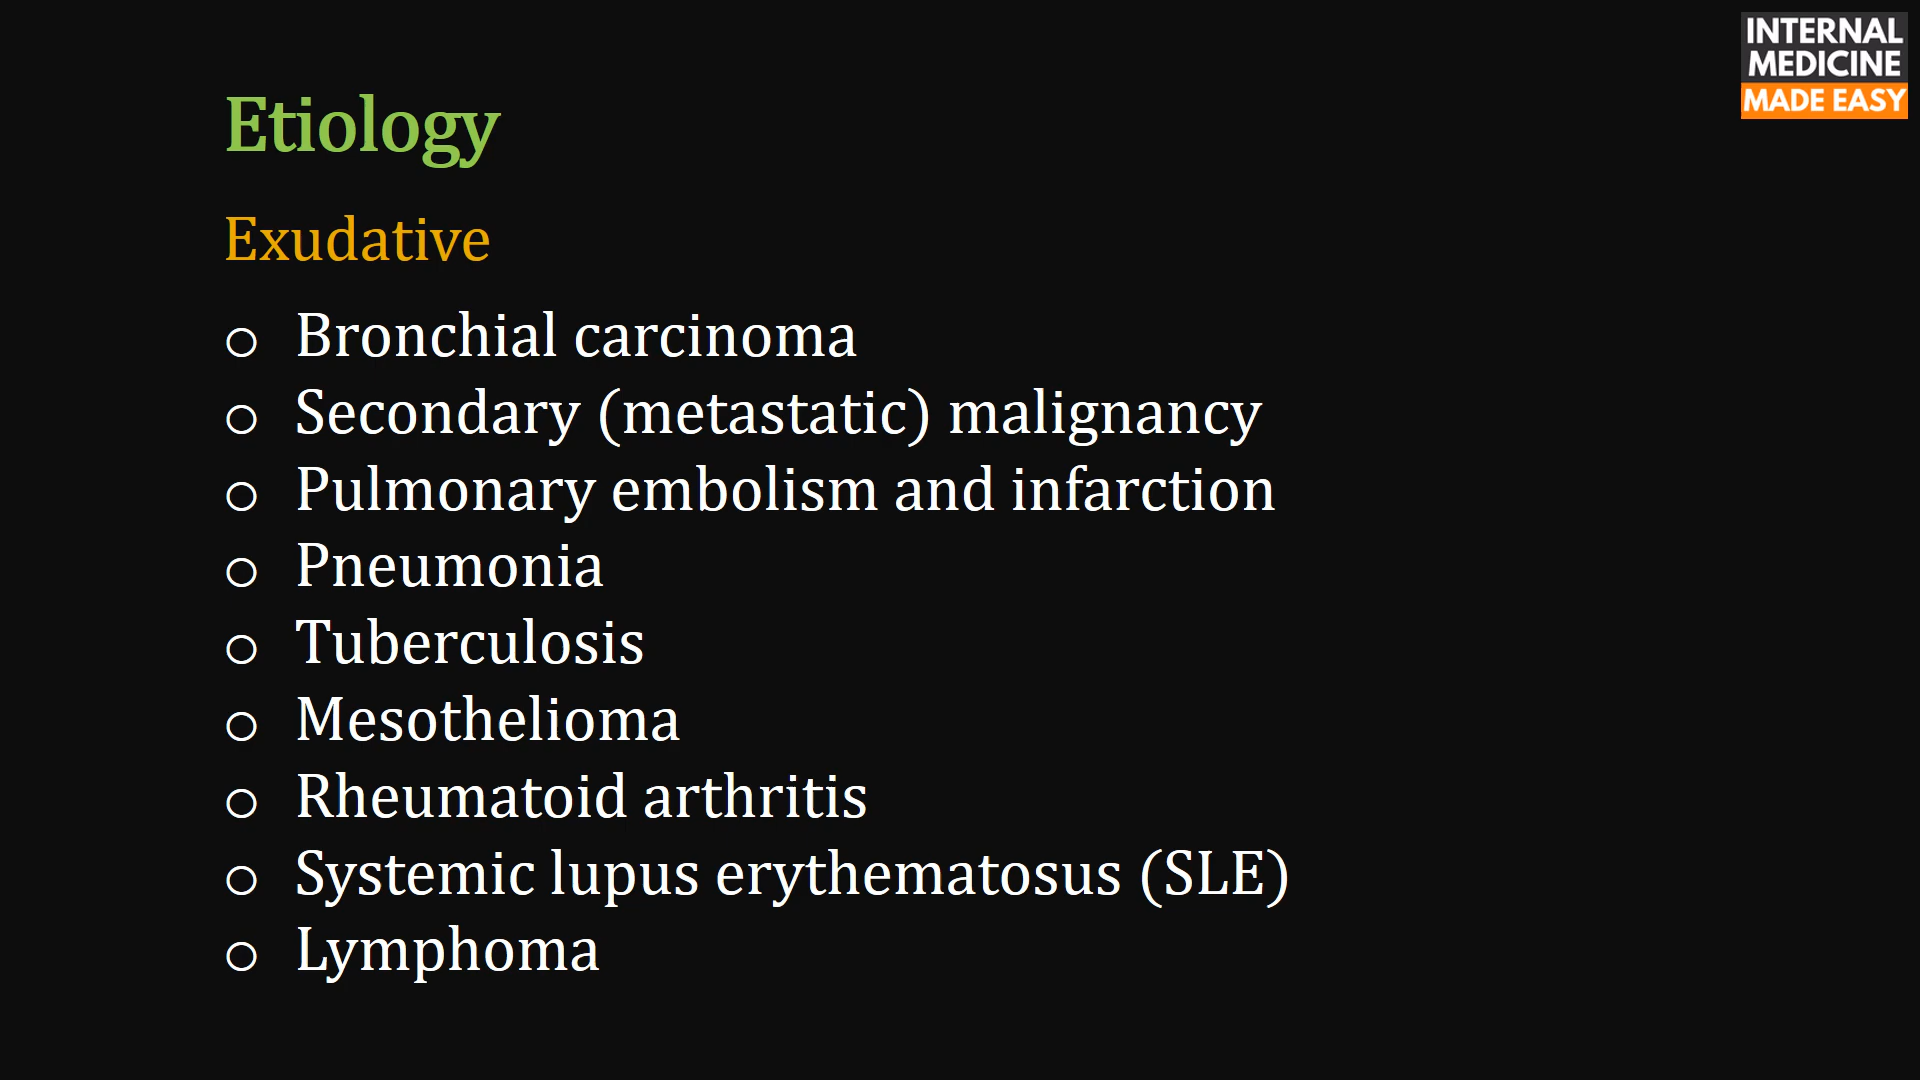 INTERNAL
MEDICINE
MADE EASY
Etiology
Exudative
o Bronchial carcinoma
o Secondary (metastatic) malignancy
o Pulmonary embolism and infarction
o Pneumonia
o Tuberculosis
o Mesothelioma
o Rheumatoid arthritis
o Systemic lupus erythematosus (SLE)
o Lymphoma